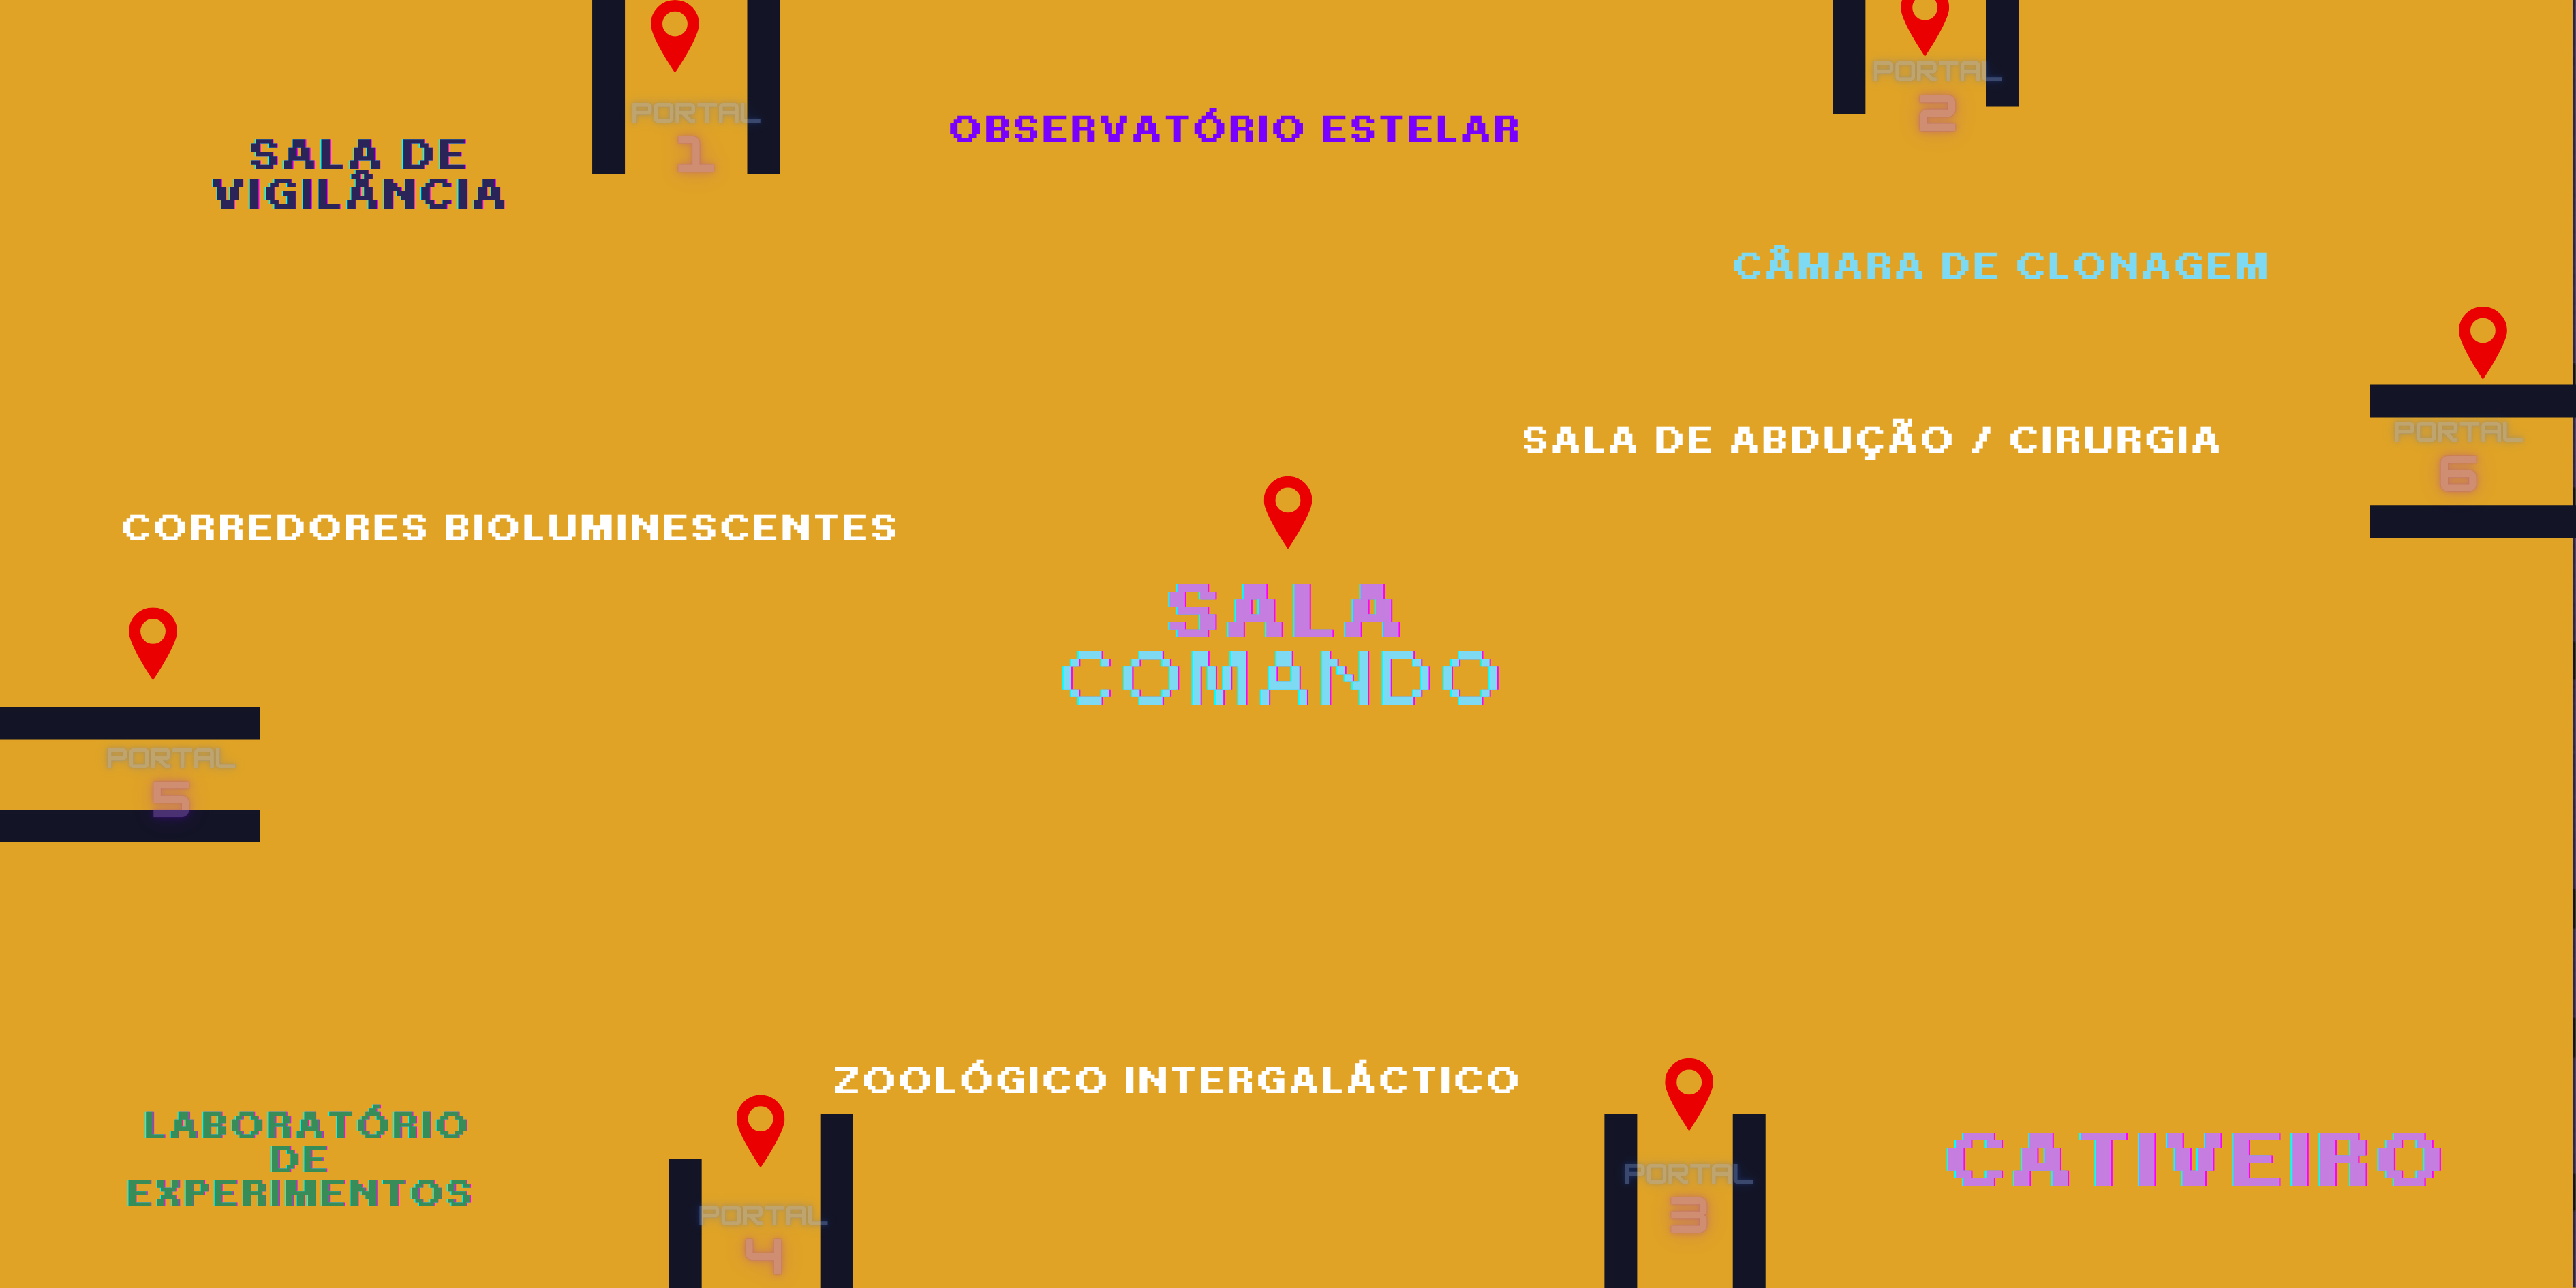 PORTAL
1
PORTAL
2
SALA DE
VIGILÂNCIA
OBSERVATÓRIO ESTELAR
CÂMARA DE CLONAGEM
SALA DE ABDUÇÃO / CIRURGIA
PORTAL
6
CORREDORES BIOLUMINESCENTES
SALA
COMANDO
PORTAL
5
ZOOLÓGICO INTERGALÁCTICO
LABORATÓRIO
DE
EXPERIMENTOS
PORTAL
4
PORTAL
3
CATIVEIRO